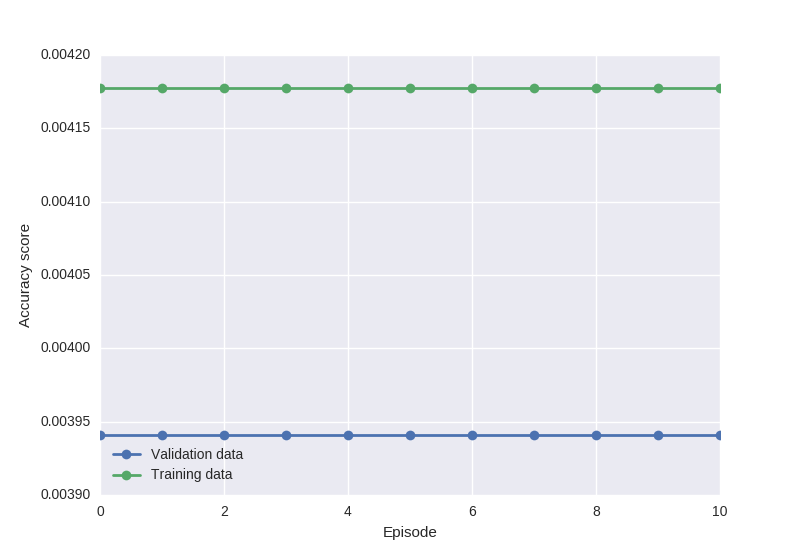 0.00420
0.00415
0.00410
0.00405
0.00400
0.00395
0.00390
Accuracy score
Validation data
Training data
0 2 4 6 8 10
Episode